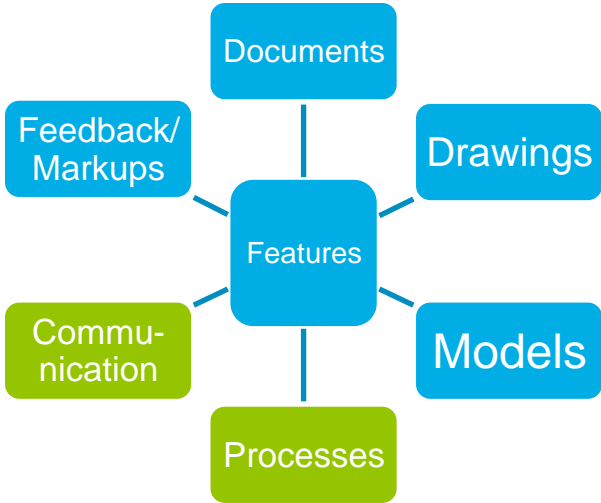 Documents
Feedback/
Markups
Drawings
Features
Commu-
nication
Models
Processes